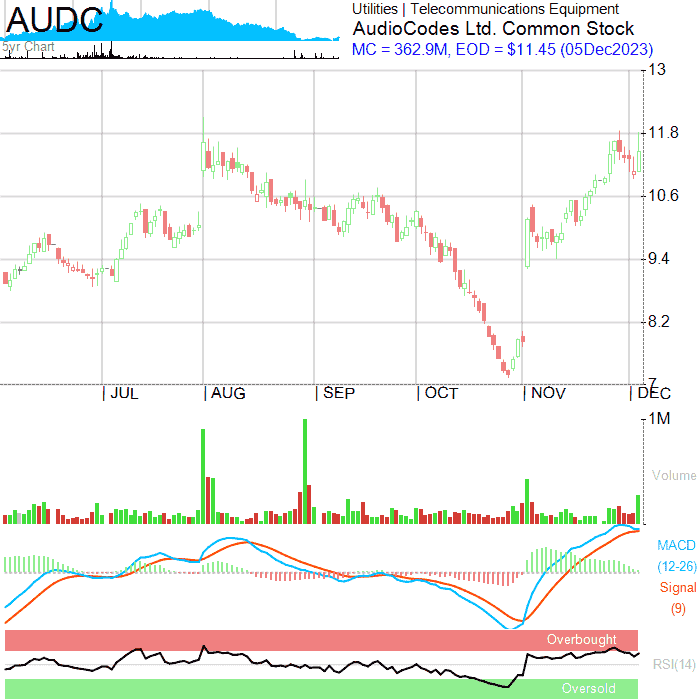 AUDC
5yr Chart
Utilities | Telecommunications Equipment
AudioCodes Ltd. Common Stock
MC = 362.9M, EOD = $11.45 (05Dec2023)
13
11.8
10.6
9.4
8.2
7
| JUL | AUG | SEP | OCT | NOV | DEC
1M
Volume
MACD
(12-26)
Signal
(9)
Overbought
RSI(14)
Oversold